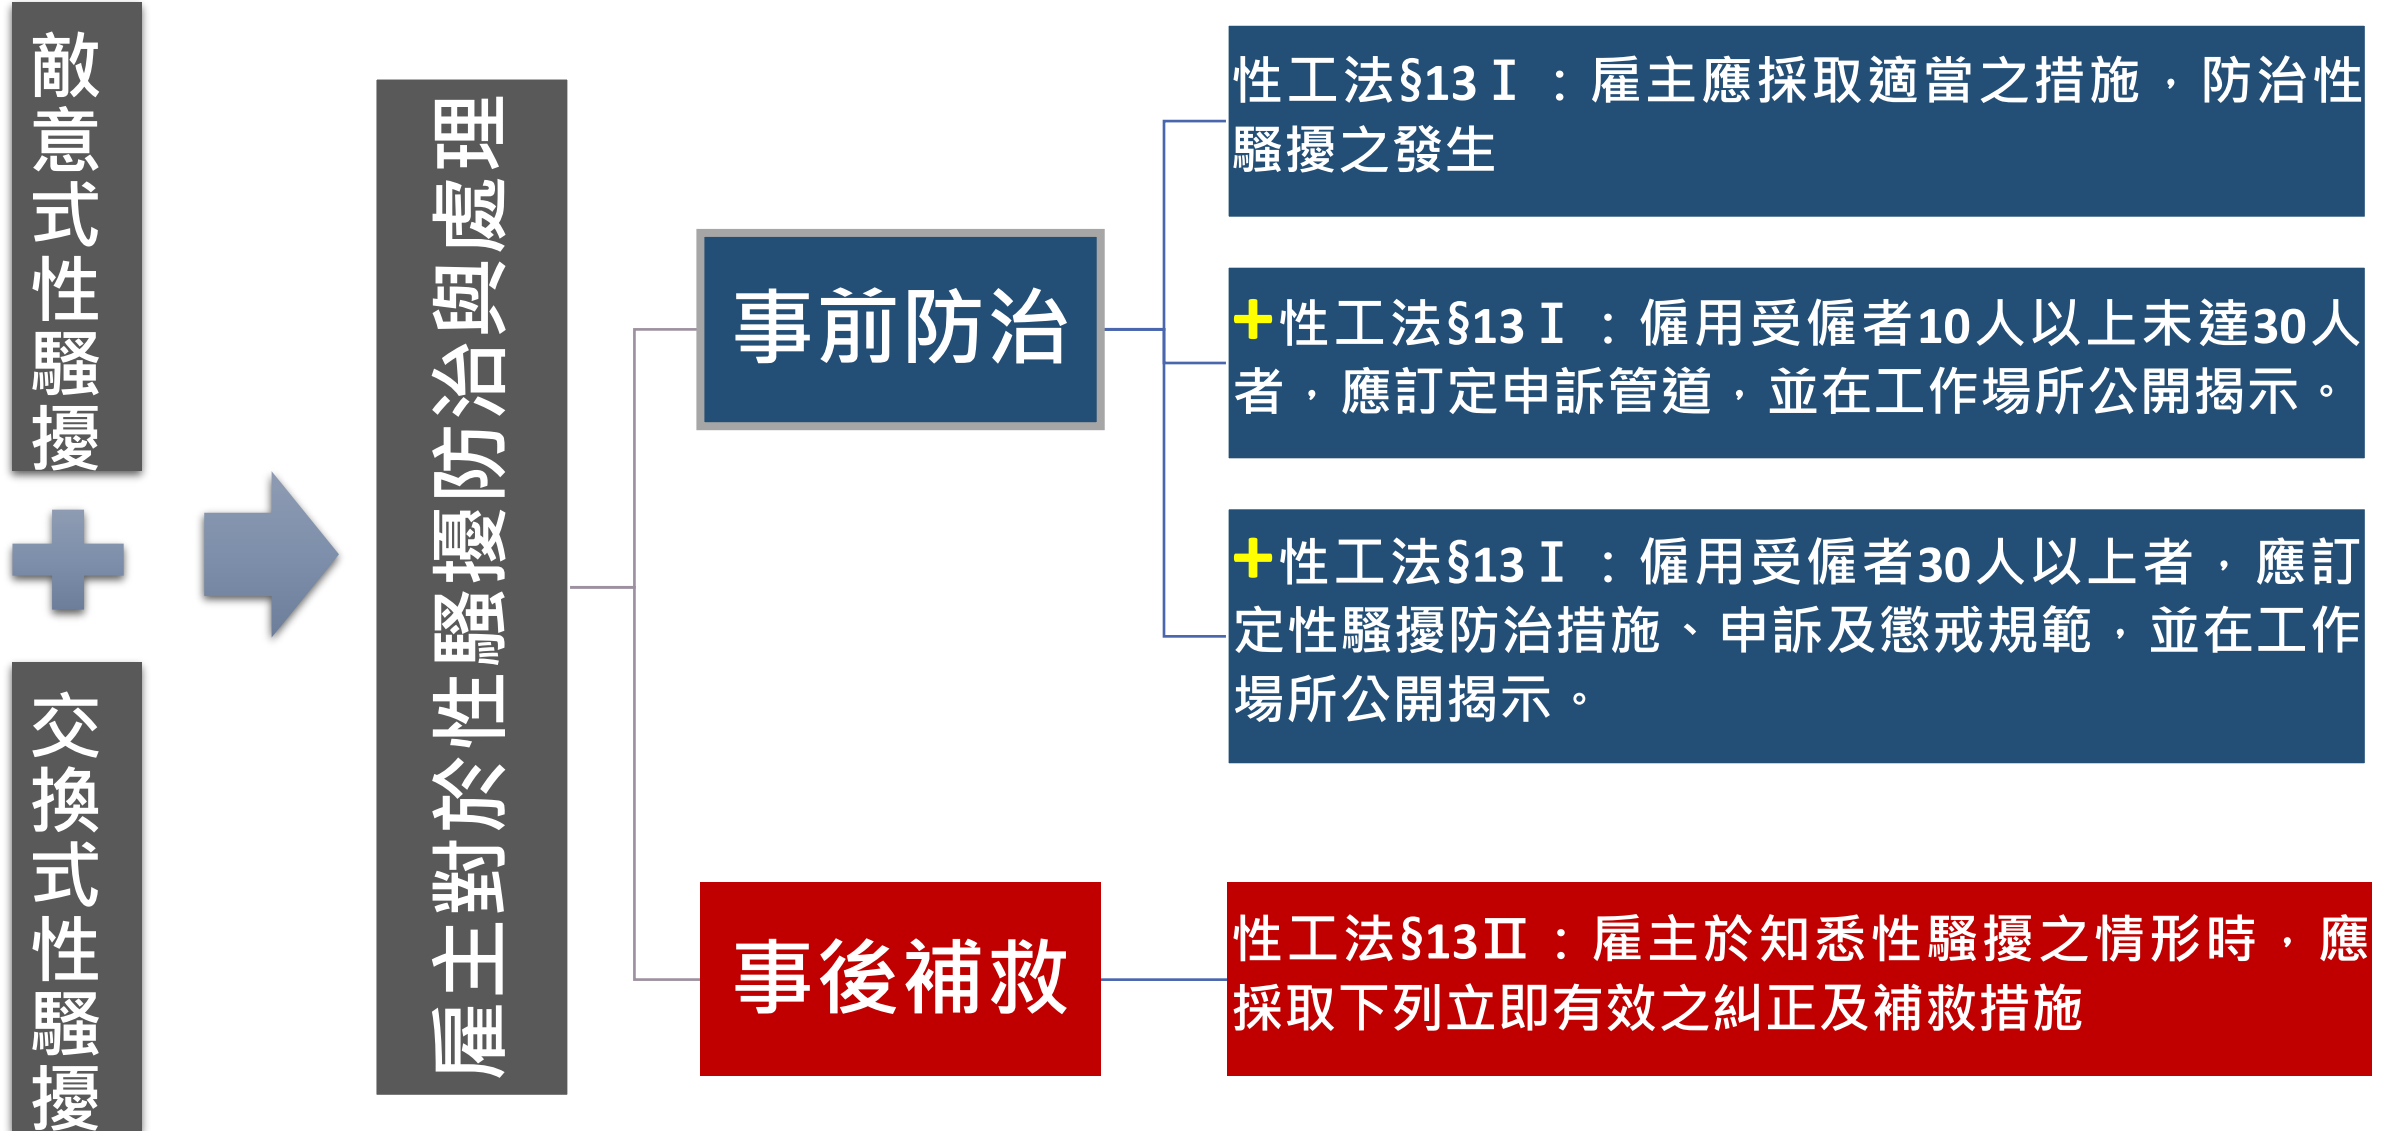 敵意式性騷擾
交換式性騷擾
雇主對於性騷擾防治與處理
事前防治
性工法§13Ⅰ：雇主應採取適當之措施，防治性
騷擾之發生
+性工法§13Ⅰ：僱用受僱者10人以上未達30人
者，應訂定申訴管道，並在工作場所公開揭示。
+性工法§13Ⅰ：僱用受僱者30人以上者，應訂
定性騷擾防治措施、申訴及懲戒規範，並在工作
場所公開揭示。
事後補救
性工法§13Ⅱ：雇主於知悉性騷擾之情形時，應
採取下列立即有效之糾正及補救措施